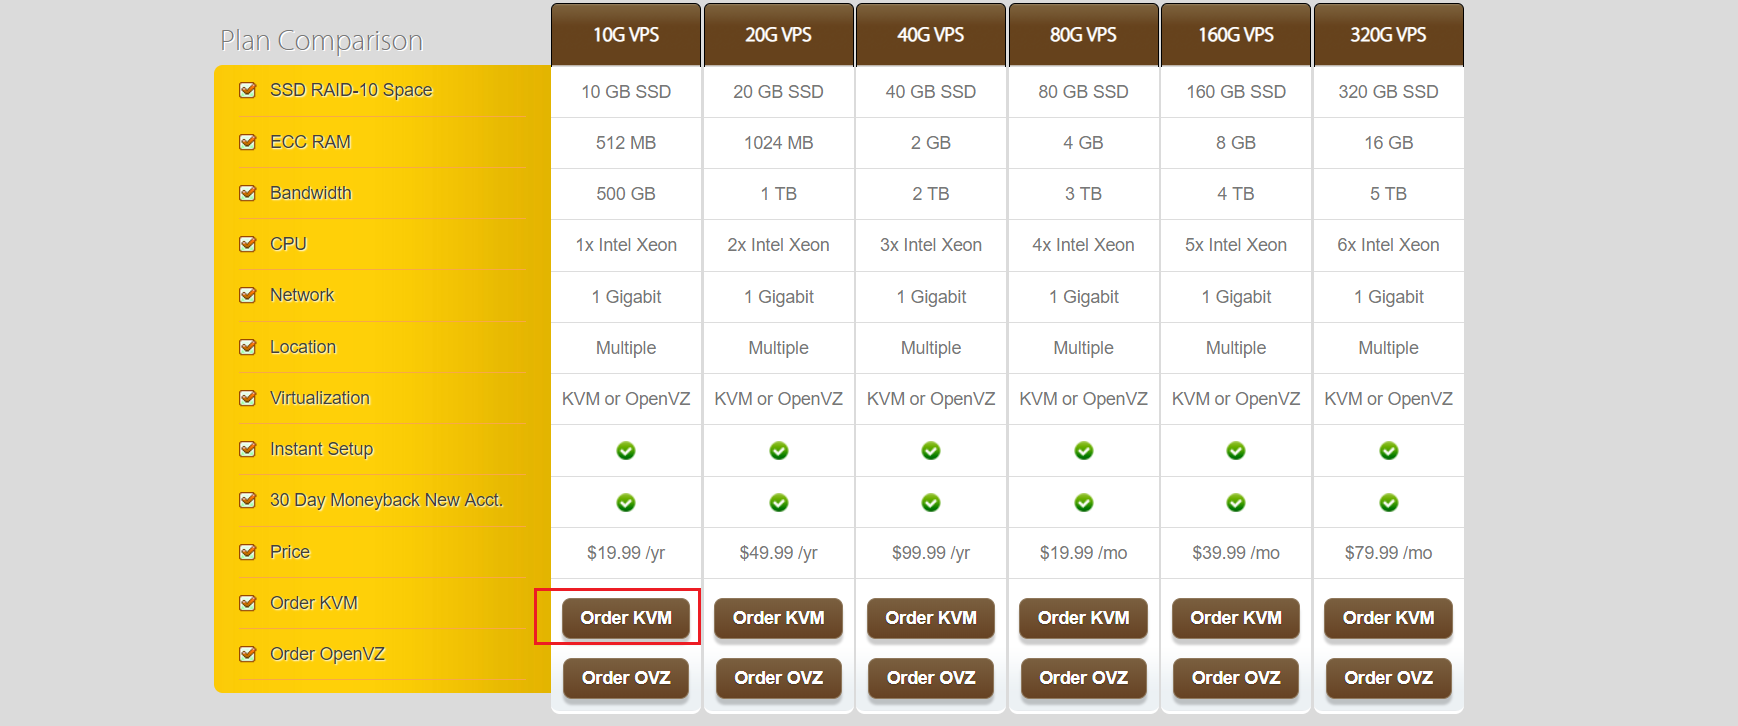 Plan Comparison 10G VPS 20G VPS 40G VPS 80G VPS 160G VPS 320G VPS
SSD RAID-10 Space 10 GB SSD 20 GB SSD 40 GB SSD 80 GB SSD 160 GB SSD 320 GB SSD
ECC RAM 512 MB 1024 MB 2 GB 4 GB 8 GB 16 GB
Bandwidth 500 GB 1 TB 2 TB 3 TB 4 TB 5 TB
CPU 1x Intel Xeon 2x Intel Xeon 3x Intel Xeon 4x Intel Xeon 5x Intel Xeon 6x Intel Xeon
Network 1 Gigabit 1 Gigabit 1 Gigabit 1 Gigabit 1 Gigabit 1 Gigabit
Location Multiple Multiple Multiple Multiple Multiple Multiple
Virtualization KVM or OpenVZ KVM or OpenVZ KVM or OpenVZ KVM or OpenVZ KVM or OpenVZ KVM or OpenVZ
Instant Setup
30 Day Moneyback New Acct.
Price $19.99 /yr $49.99 /yr $99.99 /yr $19.99 /mo $39.99 /mo $79.99 /mo
Order KVM Order KVM Order KVM Order KVM Order KVM Order KVM Order KVM
Order OpenVZ Order OVZ Order OVZ Order OVZ Order OVZ Order OVZ Order OVZ